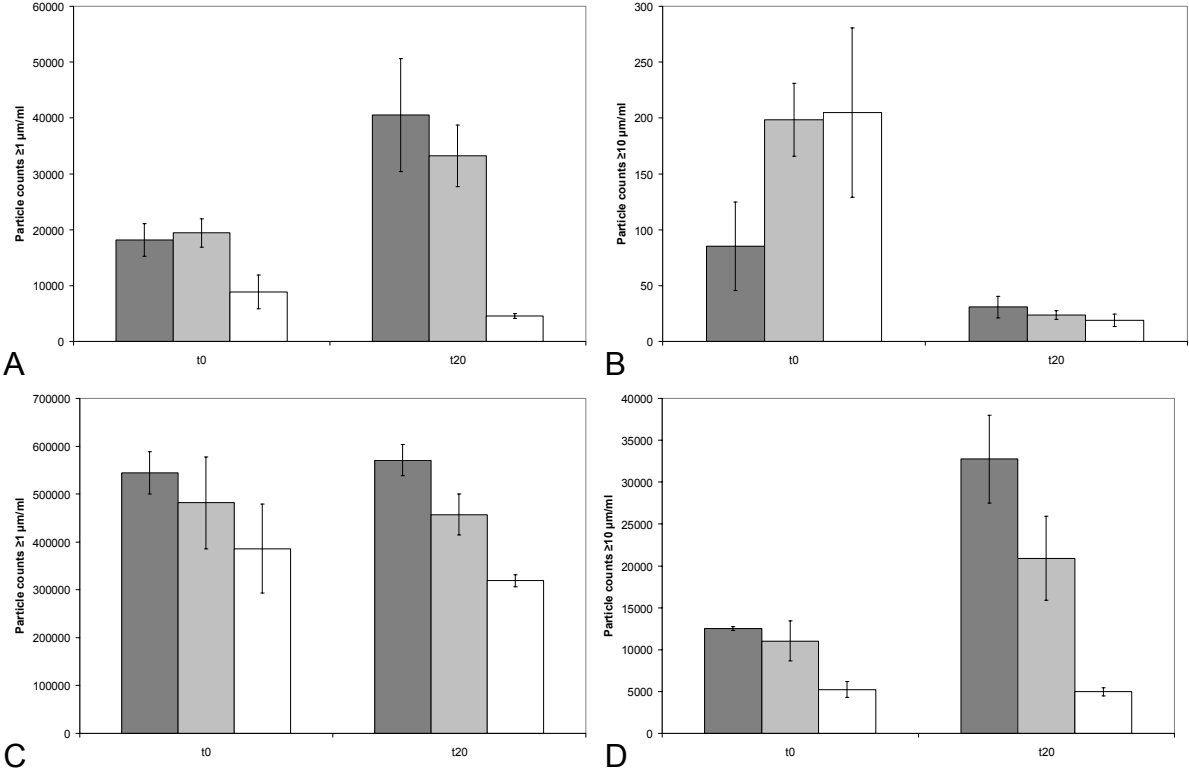 Particle counts ≥1 µm/ml
60000
50000
40000
30000
20000
10000
0
t0
t20
A
Particle counts ≥10 µm/ml
300
250
200
150
100
50
0
t0
t20
B
Particle counts ≥1 µm/ml
700000
600000
500000
400000
300000
200000
100000
0
t0
t20
C
Particle counts ≥10 µm/ml
40000
35000
30000
25000
20000
15000
10000
5000
0
t0
t20
D